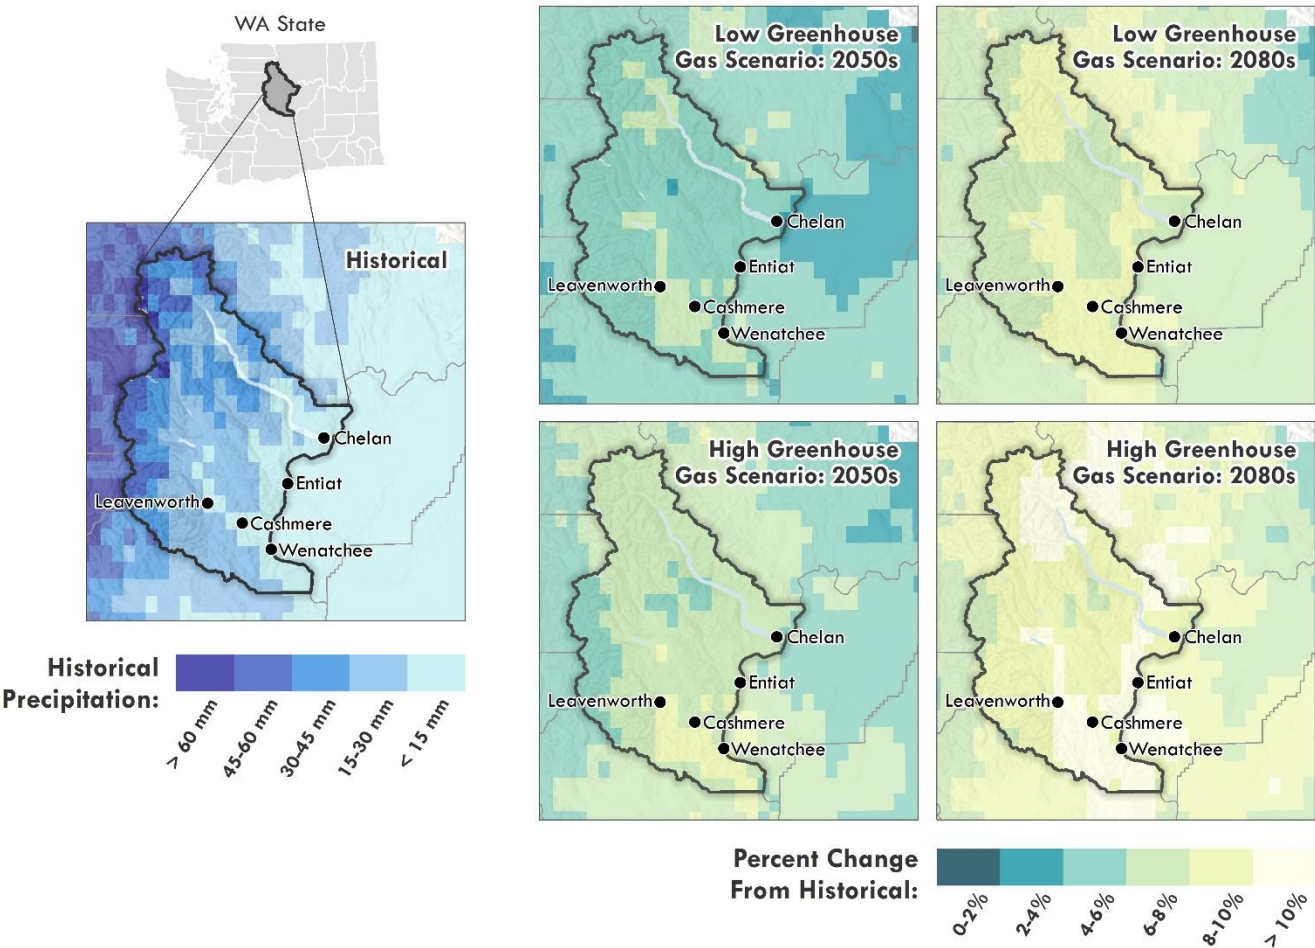 WA State
Historical
Chelan
Entiat
Leavenworth
Cashmere
Wenatchee
Historical
Precipitation:
> 60 mm
45-60 mm
30-45 mm
15-30 mm
< 15 mm
Low Greenhouse
Gas Scenario: 2050s
Chelan
Entiat
Leavenworth
Cashmere
Wenatchee
Low Greenhouse
Gas Scenario: 2080s
Chelan
Entiat
Leavenworth
Cashmere
Wenatchee
High Greenhouse
Gas Scenario: 2050s
Chelan
Entiat
Leavenworth
Cashmere
Wenatchee
High Greenhouse
Gas Scenario: 2080s
Chelan
Entiat
Leavenworth
Cashmere
Wenatchee
Percent Change
From Historical:
0-2%
2-4%
4-6%
6-8%
8-10%
> 10%